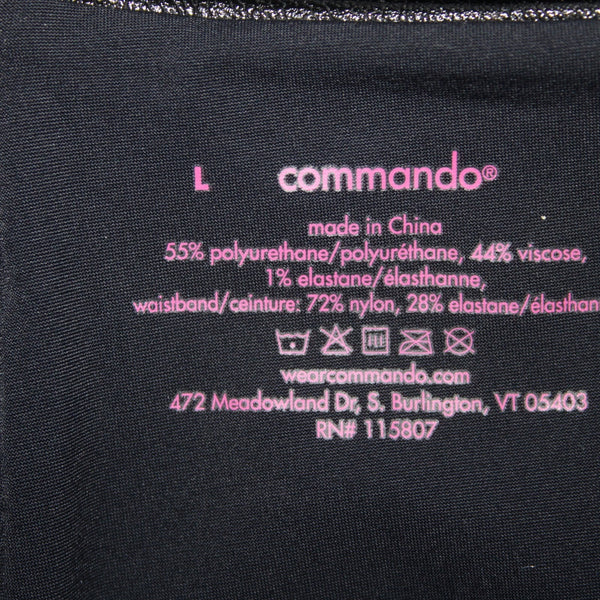 L commando®
made in China
55% polyurethane/polyuréthane, 44% viscose,
1% elastane/élasthanne,
waistband/ceinture: 72% nylon, 28% elastane/élasthan
wearcommando.com
472 Meadowland Dr, S. Burlington, VT 05403
RN# 115807